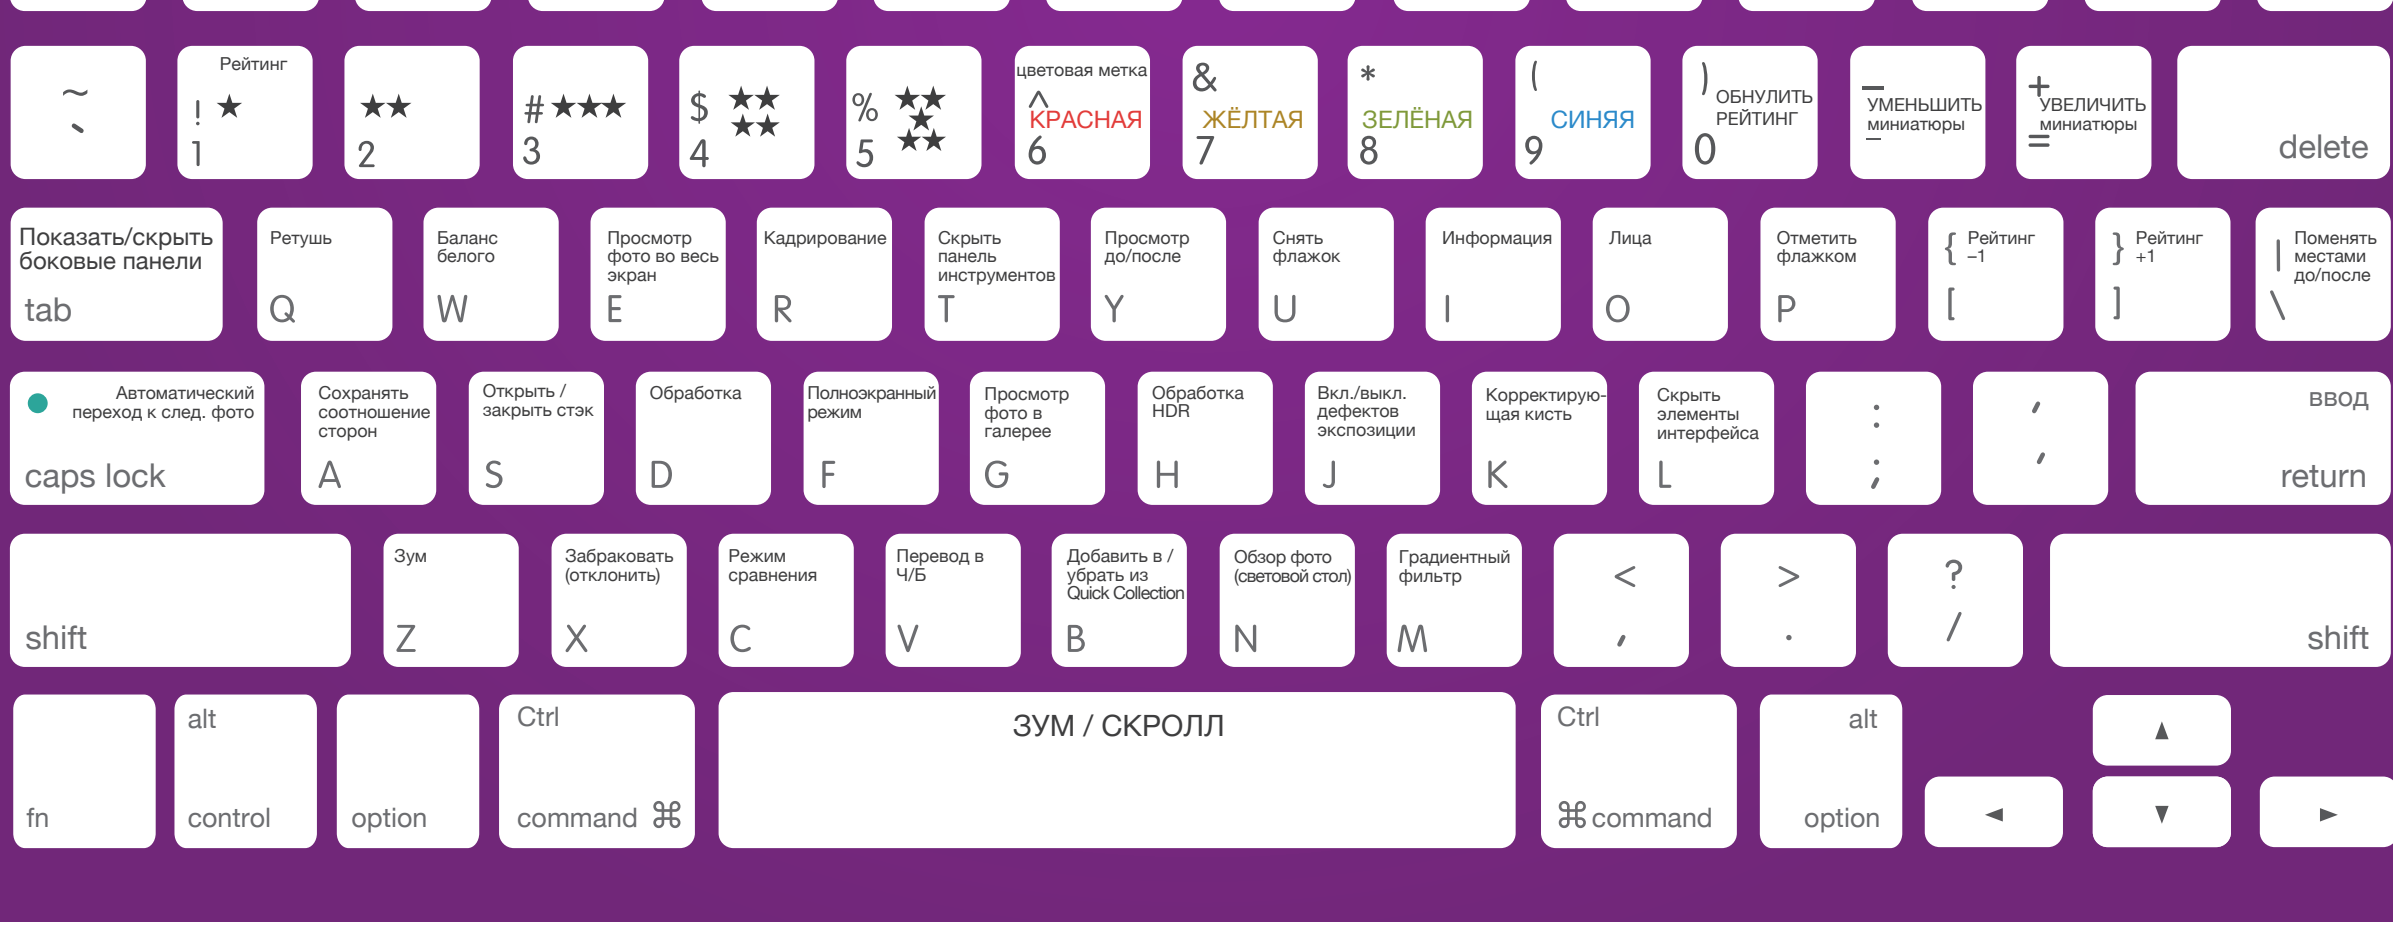 ~
`
Рейтинг
! ★
1
★★
2
# ★★★
3
$ ★★
★★
4
% ★★
★
★★
5
цветовая метка
^
КРАСНАЯ
6
&
ЖЁЛТАЯ
7
*
ЗЕЛЁНАЯ
8
(
СИНЯЯ
9
)
ОБНУЛИТЬ
РЕЙТИНГ
0
—
УМЕНЬШИТЬ
миниатюры
–
+
УВЕЛИЧИТЬ
миниатюры
=
delete
Показать/скрыть
боковые панели
tab
Ретушь
Q
Баланс
белого
W
Просмотр
фото во весь
экран
E
Кадрирование
R
Скрыть
панель
инструментов
T
Просмотр
до/после
Y
Снять
флажок
U
Информация
I
Лица
O
Отметить
флажком
P
{ Рейтинг
–1
[
} Рейтинг
+1
]
| Поменять
местами
до/после
\
Автоматический
переход к след. фото
caps lock
Сохранять
соотношение
сторон
A
Открыть /
закрыть стэк
S
Обработка
D
Полноэкранный
режим
F
Просмотр
фото в
галерее
G
Обработка
HDR
H
Вкл./выкл.
дефектов
экспозиции
J
Корректирую-
щая кисть
K
Скрыть
элементы
интерфейса
L
:
;
′
′
ввод
return
shift
Зум
Z
Забраковать
(отклонить)
X
Режим
сравнения
C
Перевод в
Ч/Б
V
Добавить в /
убрать из
Quick Collection
B
Обзор фото
(световой стол)
N
Градиентный
фильтр
M
<
,
>
.
?
/
shift
fn
alt
control
option
Ctrl
command ⌘
ЗУМ / СКРОЛЛ
Ctrl
⌘ command
alt
option
▲
◄
▼
►